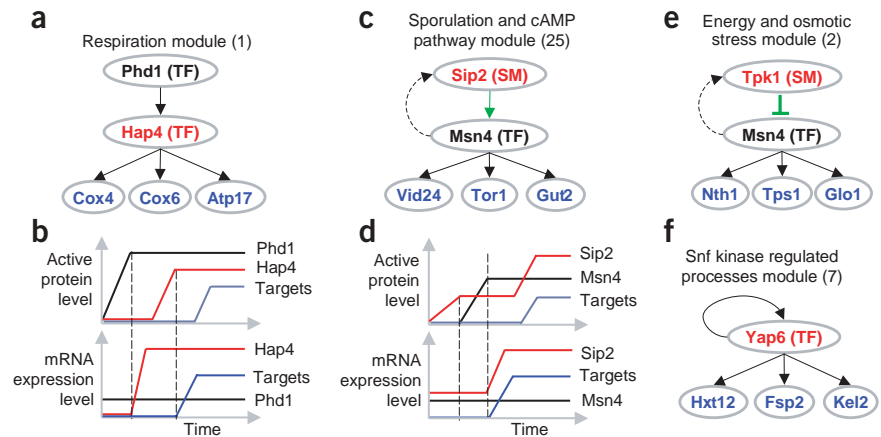 a
Respiration module (1)
Phd1 (TF)
Hap4 (TF)
Cox4
Cox6
Atp17
b
Active
protein
level
Phd1
Hap4
Targets
mRNA
expression
level
Hap4
Targets
Phd1
Time
c
Sporulation and cAMP
pathway module (25)
Sip2 (SM)
Msn4 (TF)
Vid24
Tor1
Gut2
d
Active
protein
level
Sip2
Msn4
Targets
mRNA
expression
level
Sip2
Targets
Msn4
Time
e
Energy and osmotic
stress module (2)
Tpk1 (SM)
Msn4 (TF)
Nth1
Tps1
Glo1
f
Snf kinase regulated
processes module (7)
Yap6 (TF)
Hxt12
Fsp2
Kel2